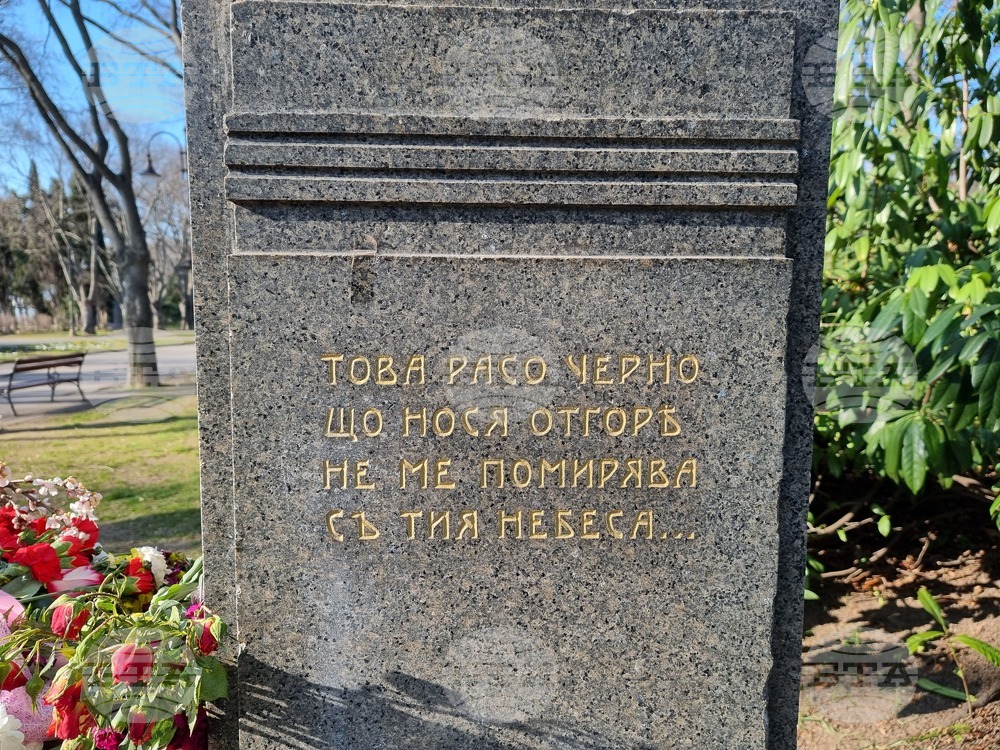 ТОВА РАСО ЧЕРНО
ЩО НОСЯ ОТГОРѢ
НЕ МЕ ПОМИРЯВА
СЪ ТИЯ НЕБЕСА...